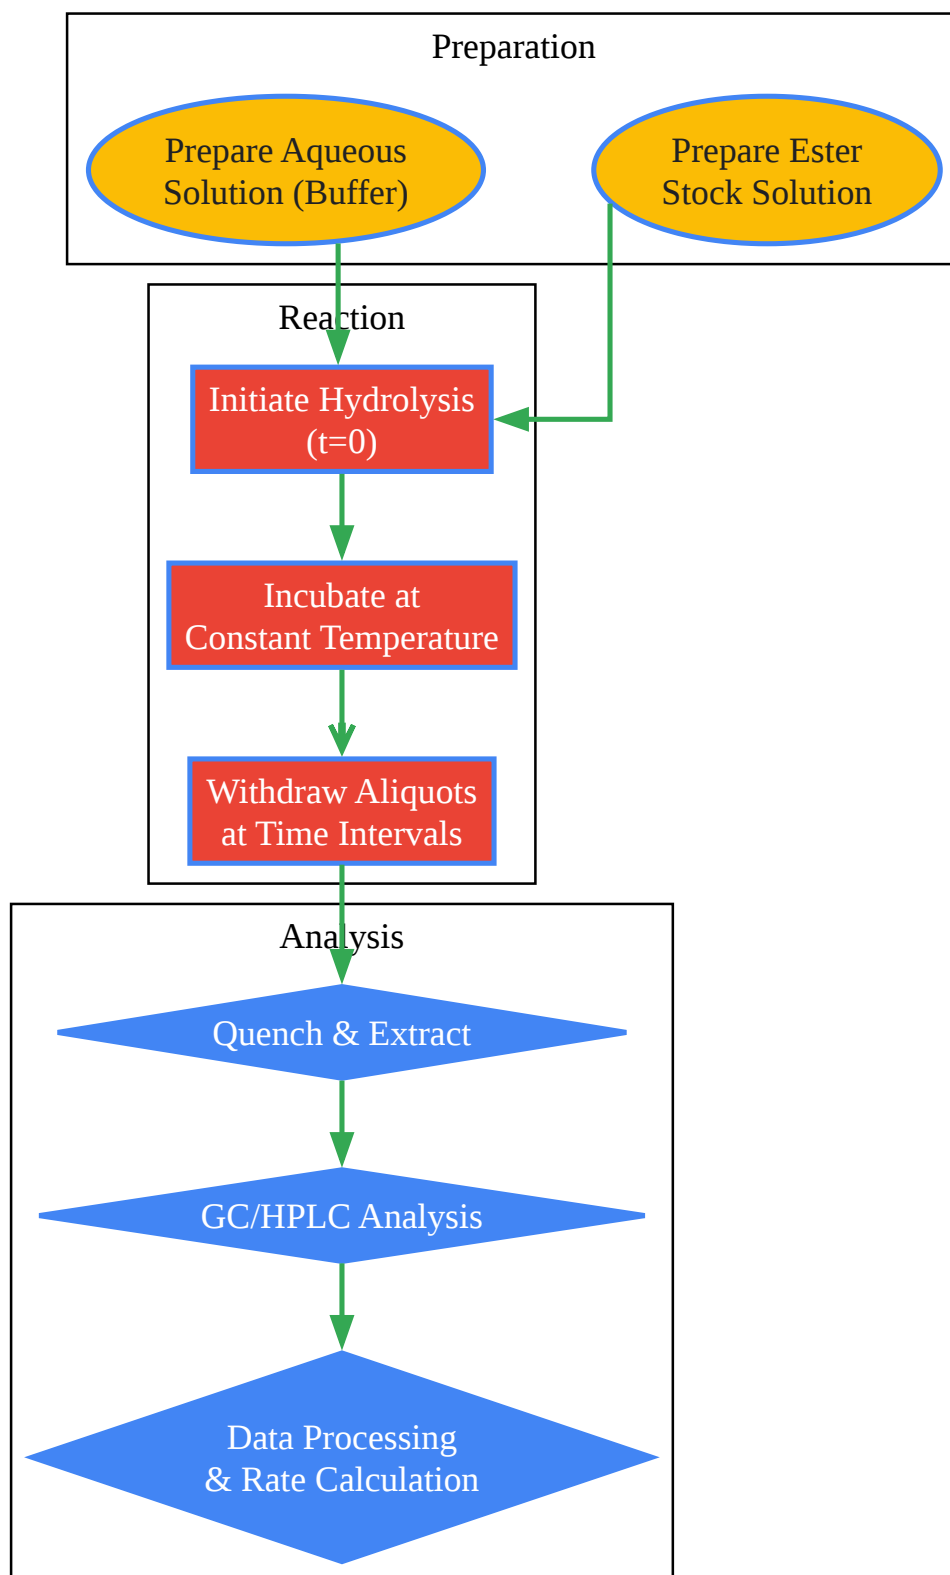 Preparation
Prepare Aqueous
Solution (Buffer)
Prepare Ester
Stock Solution
Reaction
Initiate Hydrolysis
(t=0)
Incubate at
Constant Temperature
Withdraw Aliquots
at Time Intervals
Analysis
Quench & Extract
GC/HPLC Analysis
Data Processing
& Rate Calculation